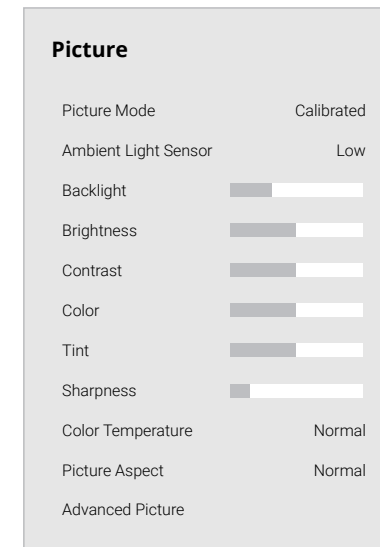 Picture
Picture Mode Calibrated
Ambient Light Sensor Low
Backlight
Brightness
Contrast
Color
Tint
Sharpness
Color Temperature Normal
Picture Aspect Normal
Advanced Picture